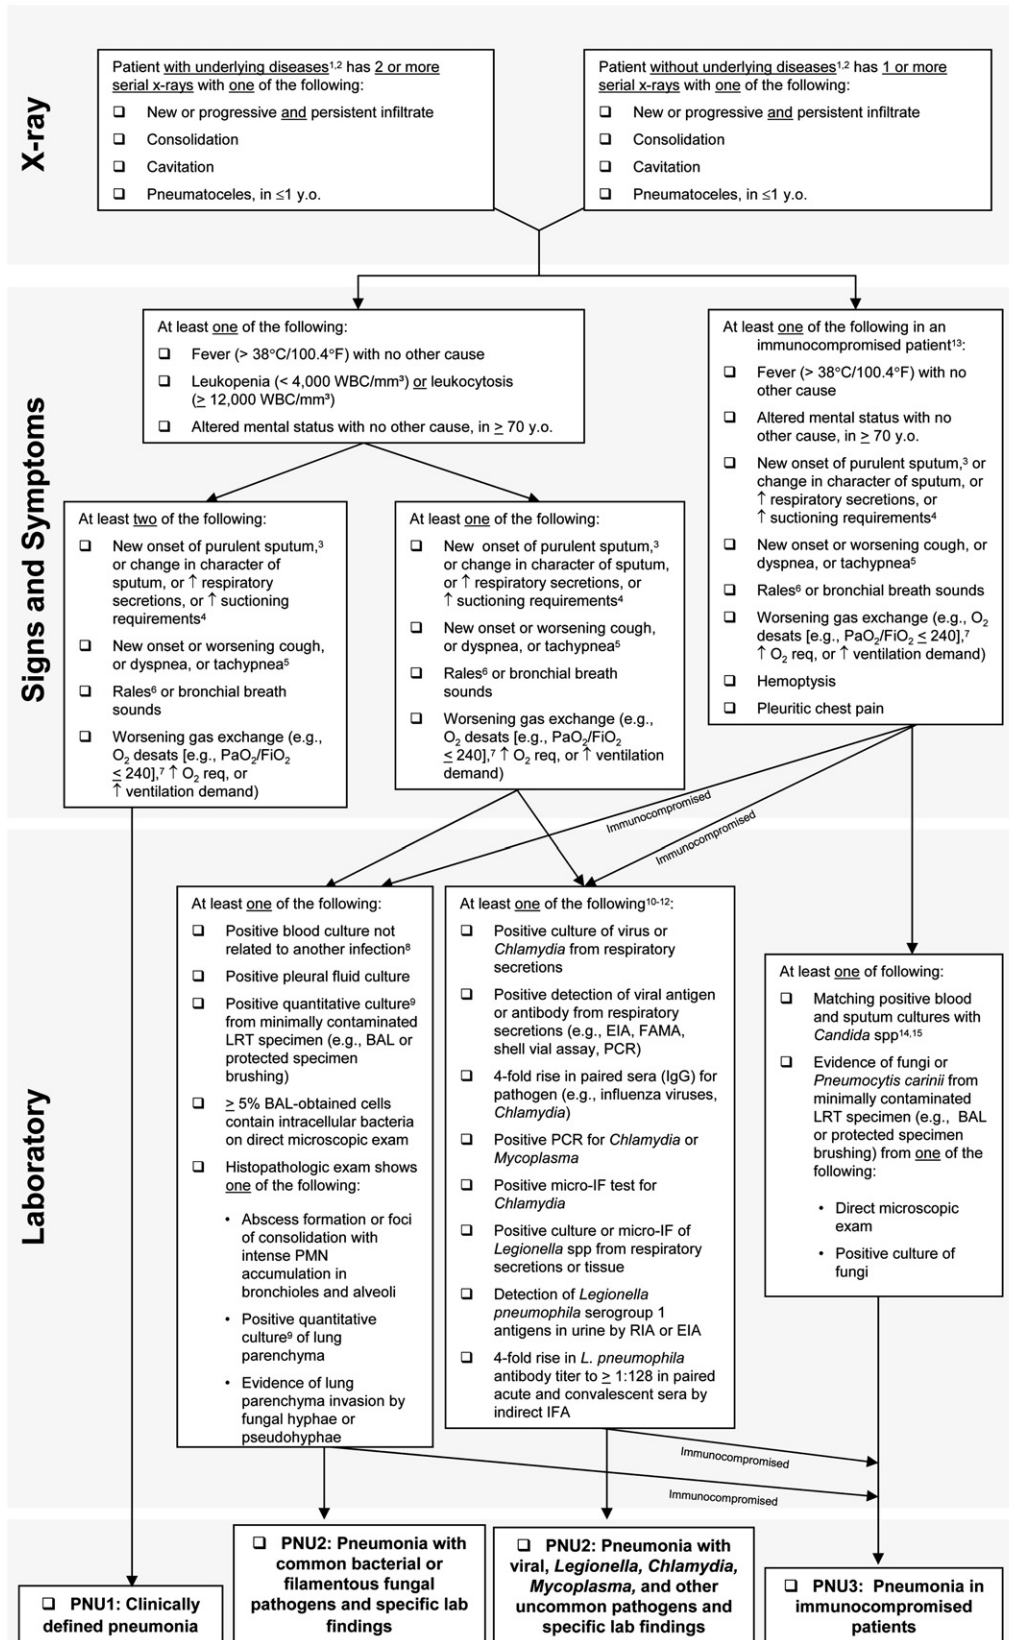 X-ray
Patient with underlying diseases¹,² has 2 or more
serial x-rays with one of the following:
❑ New or progressive and persistent infiltrate
❑ Consolidation
❑ Cavitation
❑ Pneumatoceles, in ≤1 y.o.
Patient without underlying diseases¹,² has 1 or more
serial x-rays with one of the following:
❑ New or progressive and persistent infiltrate
❑ Consolidation
❑ Cavitation
❑ Pneumatoceles, in ≤1 y.o.
Signs and Symptoms
At least one of the following:
❑ Fever (> 38°C/100.4°F) with no other cause
❑ Leukopenia (< 4,000 WBC/mm³) or leukocytosis
(≥ 12,000 WBC/mm³)
❑ Altered mental status with no other cause, in ≥ 70 y.o.
At least two of the following:
❑ New onset of purulent sputum,³
or change in character of
sputum, or ↑ respiratory
secretions, or ↑ suctioning
requirements⁴
❑ New onset or worsening cough,
or dyspnea, or tachypnea⁵
❑ Rales⁶ or bronchial breath
sounds
❑ Worsening gas exchange (e.g.,
O₂ desats [e.g., PaO₂/FiO₂
≤ 240],⁷ ↑ O₂ req, or
↑ ventilation demand)
At least one of the following:
❑ New onset of purulent sputum,³
or change in character of sputum,
or ↑ respiratory secretions, or
↑ suctioning requirements⁴
❑ New onset or worsening cough,
or dyspnea, or tachypnea⁵
❑ Rales⁶ or bronchial breath
sounds
❑ Worsening gas exchange (e.g.,
O₂ desats [e.g., PaO₂/FiO₂
≤ 240],⁷ ↑ O₂ req, or ↑ ventilation
demand)
At least one of the following in an
immunocompromised patient¹³:
❑ Fever (> 38°C/100.4°F) with no
other cause
❑ Altered mental status with no
other cause, in ≥ 70 y.o.
❑ New onset of purulent sputum,³ or
change in character of sputum, or
↑ respiratory secretions, or
↑ suctioning requirements⁴
❑ New onset or worsening cough, or
dyspnea, or tachypnea⁵
❑ Rales⁶ or bronchial breath sounds
❑ Worsening gas exchange (e.g., O₂
desats [e.g., PaO₂/FiO₂ ≤ 240],⁷
↑ O₂ req, or ↑ ventilation demand)
❑ Hemoptysis
❑ Pleuritic chest pain
Immunocompromised
Immunocompromised
Laboratory
At least one of the following:
❑ Positive blood culture not
related to another infection⁸
❑ Positive pleural fluid culture
❑ Positive quantitative culture⁹
from minimally contaminated
LRT specimen (e.g., BAL or
protected specimen
brushing)
❑ ≥ 5% BAL-obtained cells
contain intracellular bacteria
on direct microscopic exam
❑ Histopathologic exam shows
one of the following:
• Abscess formation or foci
of consolidation with
intense PMN
accumulation in
bronchioles and alveoli
• Positive quantitative
culture⁹ of lung
parenchyma
• Evidence of lung
parenchyma invasion by
fungal hyphae or
pseudohyphae
At least one of the following¹⁰⁻¹²:
❑ Positive culture of virus or
Chlamydia from respiratory
secretions
❑ Positive detection of viral antigen
or antibody from respiratory
secretions (e.g., EIA, FAMA,
shell vial assay, PCR)
❑ 4-fold rise in paired sera (IgG) for
pathogen (e.g., influenza viruses,
Chlamydia)
❑ Positive PCR for Chlamydia or
Mycoplasma
❑ Positive micro-IF test for
Chlamydia
❑ Positive culture or micro-IF of
Legionella spp from respiratory
secretions or tissue
❑ Detection of Legionella
pneumophila serogroup 1
antigens in urine by RIA or EIA
❑ 4-fold rise in L. pneumophila
antibody titer to ≥ 1:128 in paired
acute and convalescent sera by
indirect IFA
At least one of following:
❑ Matching positive blood
and sputum cultures with
Candida spp¹⁴,¹⁵
❑ Evidence of fungi or
Pneumocytis carinii from
minimally contaminated
LRT specimen (e.g., BAL
or protected specimen
brushing) from one of the
following:
• Direct microscopic
exam
• Positive culture of
fungi
Immunocompromised
Immunocompromised
❑ PNU1: Clinically
defined pneumonia
❑ PNU2: Pneumonia with
common bacterial or
filamentous fungal
pathogens and specific lab
findings
❑ PNU2: Pneumonia with
viral, Legionella, Chlamydia,
Mycoplasma, and other
uncommon pathogens and
specific lab findings
❑ PNU3: Pneumonia in
immunocompromised
patients